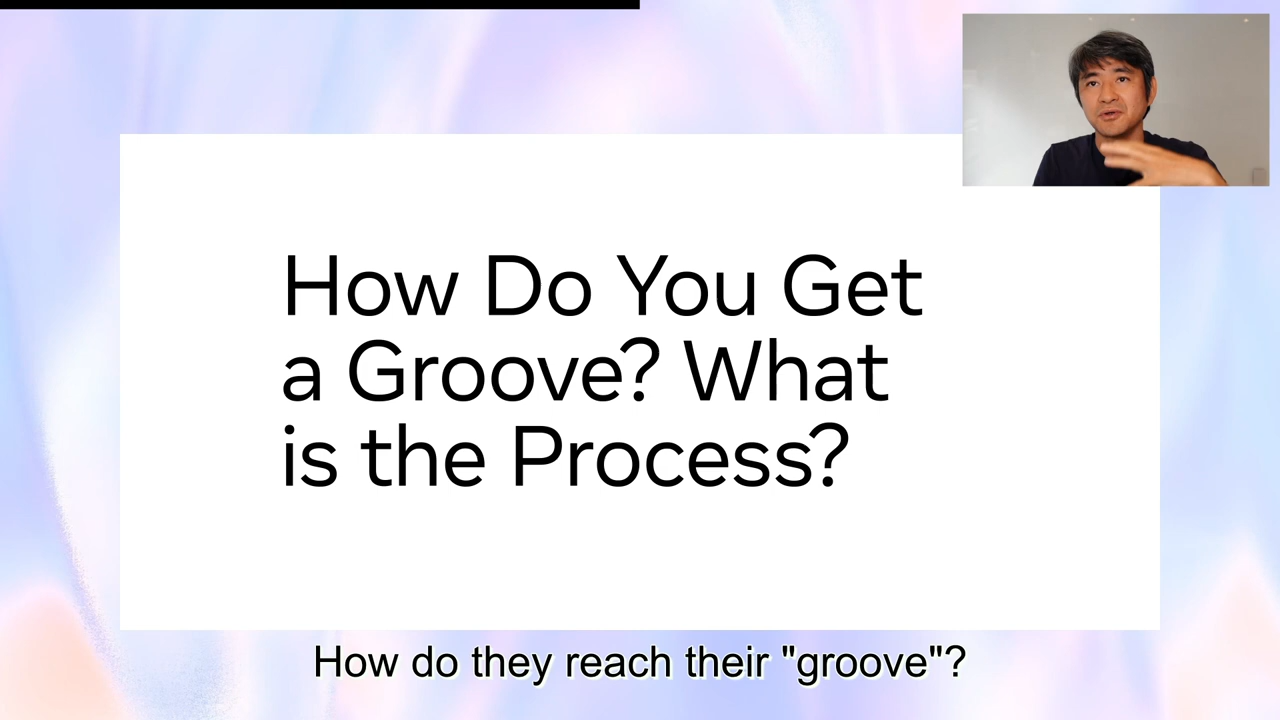 How Do You Get
a Groove? What
is the Process?
How do they reach their "groove"?